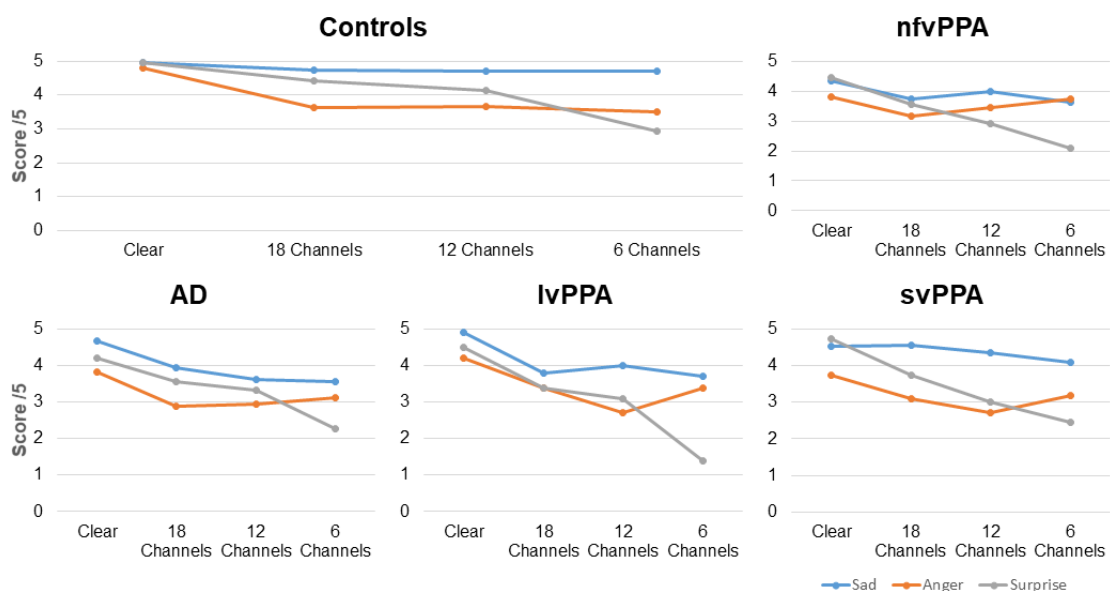 Controls
Score /5
5
4
3
2
1
0
Clear
18 Channels
12 Channels
6 Channels
nfvPPA
5
4
3
2
1
0
Clear
18
Channels
12
Channels
6
Channels
AD
Score /5
5
4
3
2
1
0
Clear
18
Channels
12
Channels
6
Channels
lvPPA
5
4
3
2
1
0
Clear
18
Channels
12
Channels
6
Channels
svPPA
5
4
3
2
1
0
Clear
18
Channels
12
Channels
6
Channels
Sad
Anger
Surprise